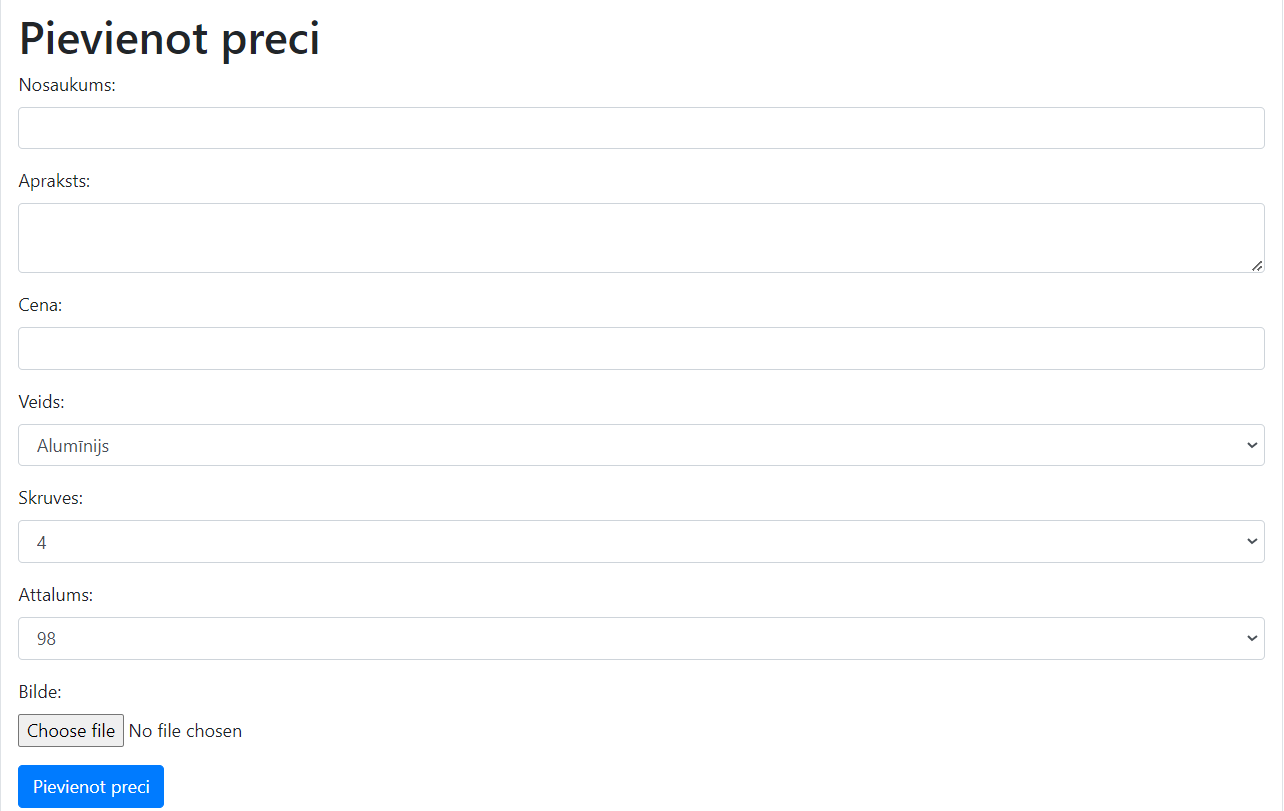 Pievienot preci
Nosaukums:
Apraksts:
Cena:
Veids:
Alumīnijs
Skruves:
4
Attalums:
98
Bilde:
Choose file No file chosen
Pievienot preci